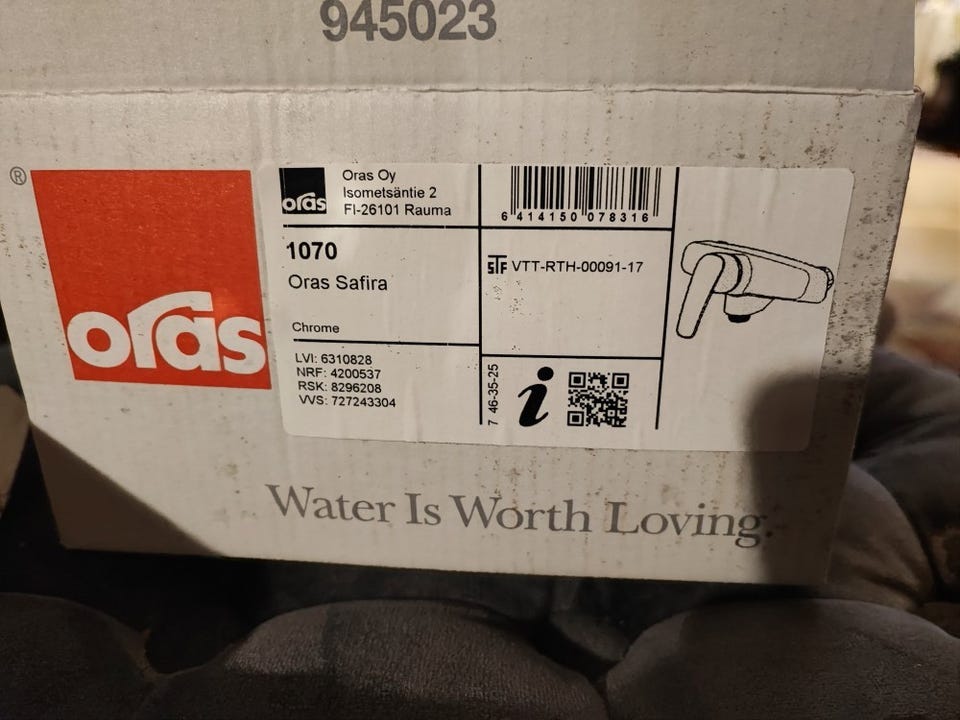 945023
®
oras
oras
Oras Oy
Isometsäntie 2
FI-26101 Rauma
6 414150 078316
1070
Oras Safira
Chrome
STF VTT-RTH-00091-17
LVI: 6310828
NRF: 4200537
RSK: 8296208
VVS: 727243304
7 46-35-25
i
Water Is Worth Loving.